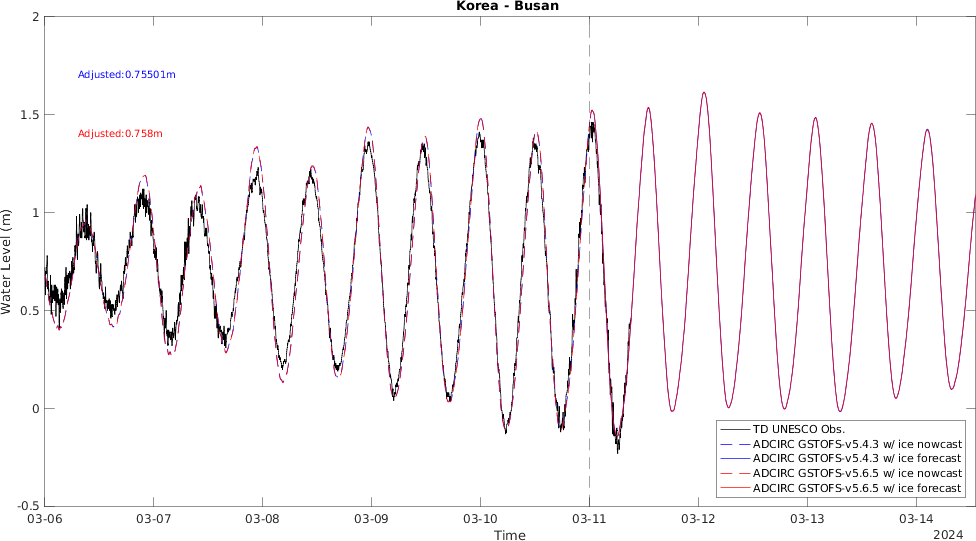 Korea - Busan
2
Adjusted:0.75501m
1.5
Adjusted:0.758m
1
Water Level (m)
0.5
0
-0.5
TD UNESCO Obs.
ADCIRC GSTOFS-v5.4.3 w/ ice nowcast
ADCIRC GSTOFS-v5.4.3 w/ ice forecast
ADCIRC GSTOFS-v5.6.5 w/ ice nowcast
ADCIRC GSTOFS-v5.6.5 w/ ice forecast
03-06 03-07 03-08 03-09 03-10 03-11 03-12 03-13 03-14
Time
2024